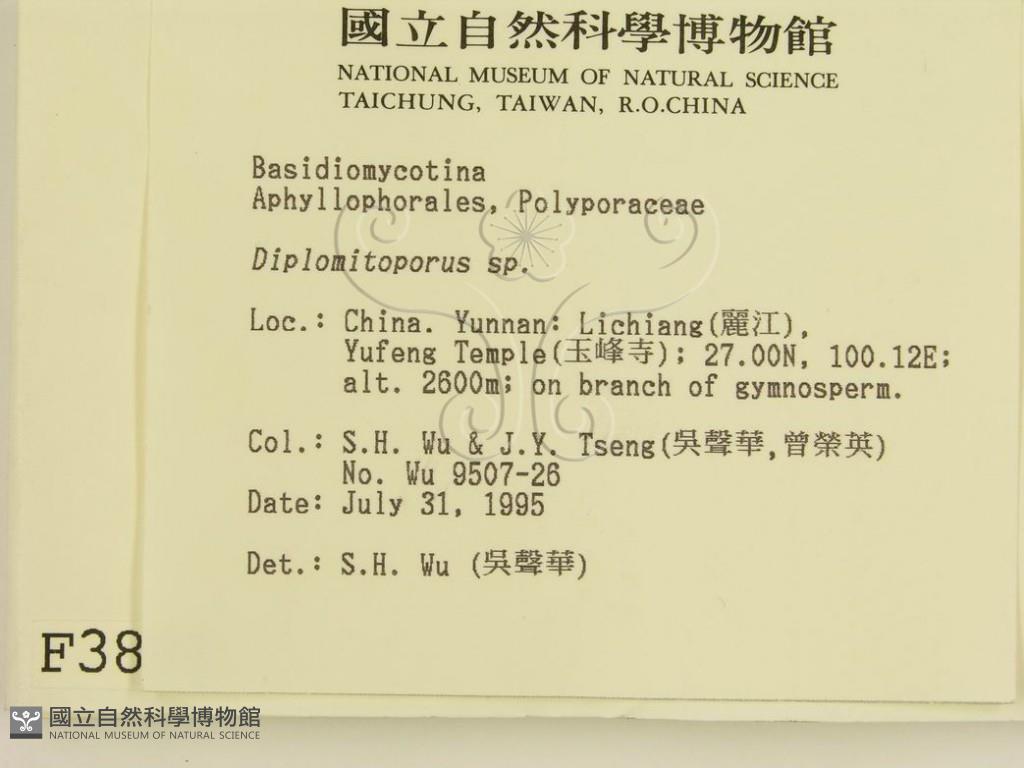 國立自然科學博物館
NATIONAL MUSEUM OF NATURAL SCIENCE
TAICHUNG, TAIWAN, R.O.CHINA
Basidiomycotina
Aphyllophorales, Polyporaceae
Diplomitoporus sp.
Loc.: China. Yunnan: Lichiang(麗江),
Yufeng Temple(玉峰寺); 27.00N, 100.12E;
alt. 2600m; on branch of gymnosperm.
Col.: S.H. Wu & J.Y. Tseng(吳聲華,曾榮英)
No. Wu 9507-26
Date: July 31, 1995
Det.: S.H. Wu (吳聲華)
F38
國立自然科學博物館
NATIONAL MUSEUM OF NATURAL SCIENCE